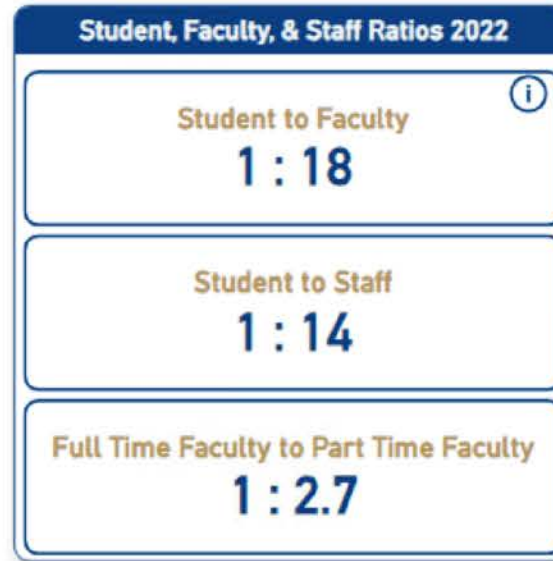 Student, Faculty, & Staff Ratios 2022
i
Student to Faculty
1 : 18
Student to Staff
1 : 14
Full Time Faculty to Part Time Faculty
1 : 2.7